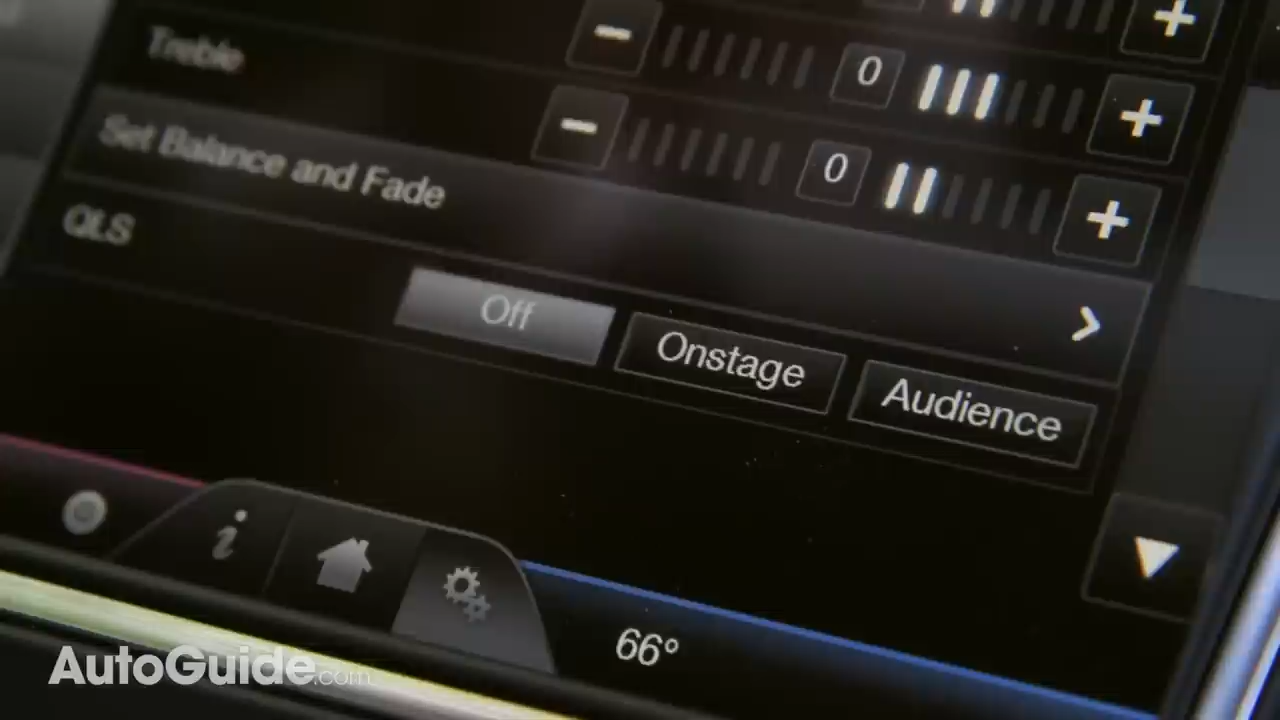 0
Treble
0
Set Balance and Fade
QLS
Off
Onstage
Audience
i
66°
AutoGuide.com